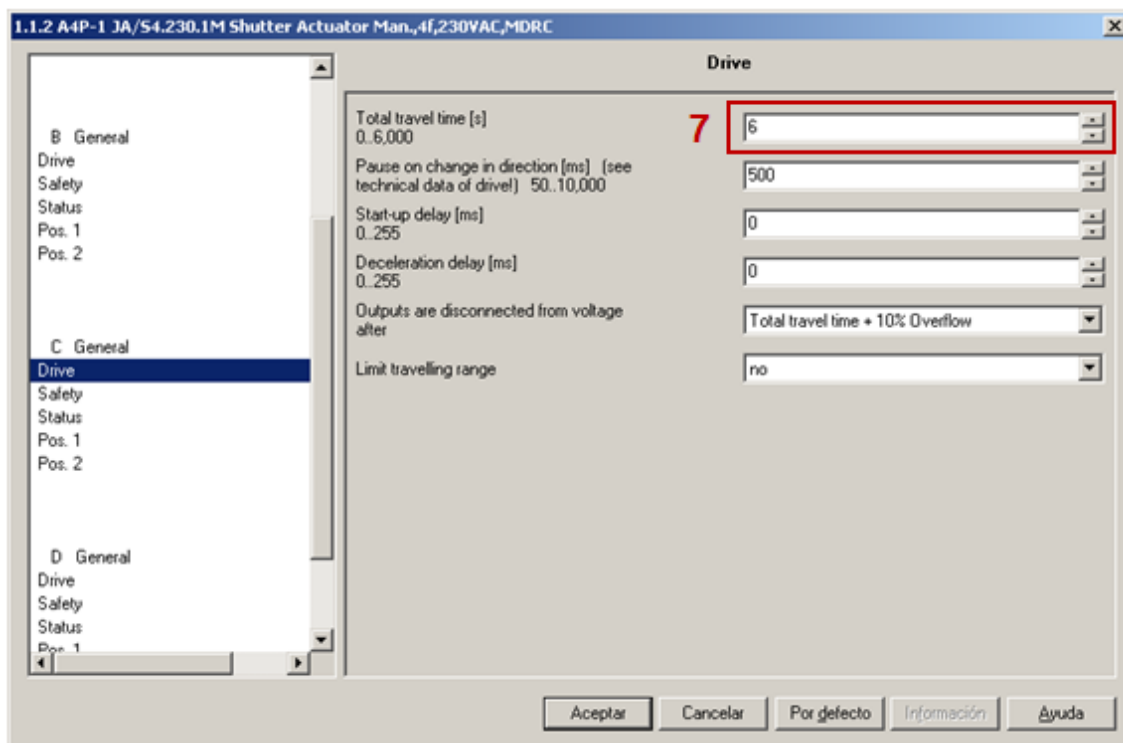 1.1.2 A4P-1 JA/S4.230.1M Shutter Actuator Man.,4f,230VAC,MDRC
B General
Drive
Safety
Status
Pos. 1
Pos. 2
C General
Drive
Safety
Status
Pos. 1
Pos. 2
D General
Drive
Safety
Status
Pos. 1
Drive
Total travel time [s]
0..6,000
7
6
Pause on change in direction [ms] (see
technical data of drive!) 50..10,000
500
Start-up delay [ms]
0..255
0
Deceleration delay [ms]
0..255
0
Outputs are disconnected from voltage
after
Total travel time + 10% Overflow
Limit travelling range
no
Aceptar
Cancelar
Por defecto
Información
Ayuda